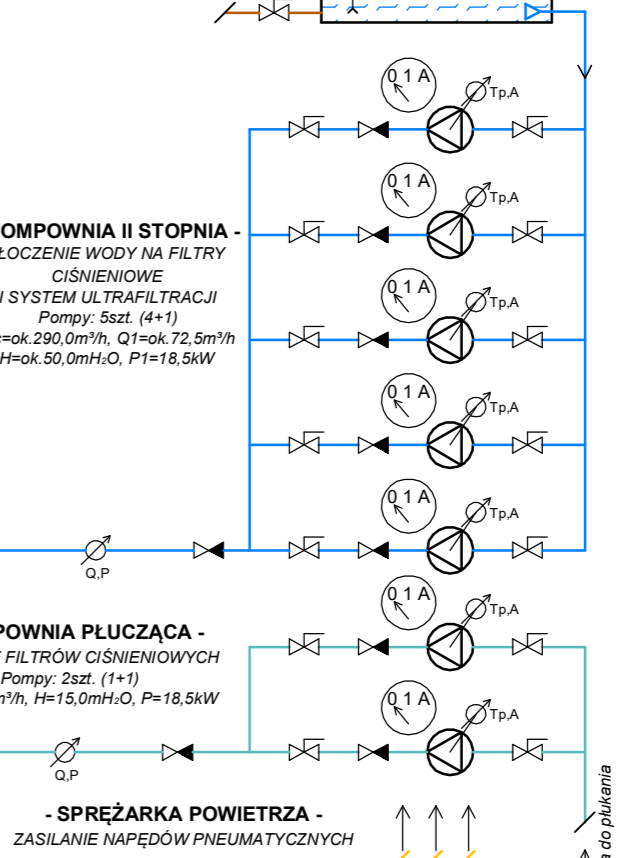 0 1 A
Tp,A
0 1 A
Tp,A
OMPOWNIA II STOPNIA -
ŁOCZENIE WODY NA FILTRY
CIŚNIENIOWE
I SYSTEM ULTRAFILTRACJI
Pompy: 5szt. (4+1)
=ok.290,0m³/h, Q1=ok.72,5m³/h
H=ok.50,0mH₂O, P1=18,5kW
0 1 A
Tp,A
0 1 A
Tp,A
0 1 A
Tp,A
Q,P
0 1 A
Tp,A
POWNIA PŁUCZĄCA -
FILTRÓW CIŚNIENIOWYCH
Pompy: 2szt. (1+1)
m³/h, H=15,0mH₂O, P=18,5kW
0 1 A
Tp,A
Q,P
- SPRĘŻARKA POWIETRZA -
ZASILANIE NAPĘDÓW PNEUMATYCZNYCH
a do płukania